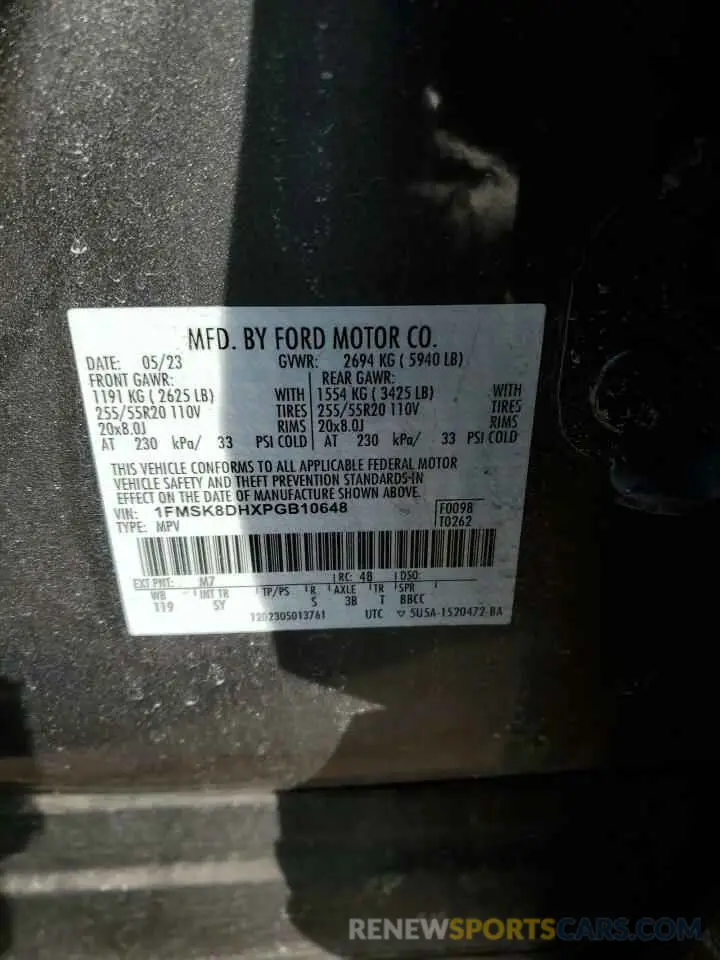 MFD. BY FORD MOTOR CO.
DATE: 05/23 GVWR: 2694 KG ( 5940 LB)
FRONT GAWR: REAR GAWR:
1191 KG ( 2625 LB) WITH 1554 KG ( 3425 LB) WITH
255/55R20 110V TIRES 255/55R20 110V TIRES
20x8.0J RIMS 20x8.0J RIMS
AT 230 kPa/ 33 PSI COLD AT 230 kPa/ 33 PSI COLD
THIS VEHICLE CONFORMS TO ALL APPLICABLE FEDERAL MOTOR
VEHICLE SAFETY AND THEFT PREVENTION STANDARDS-IN
EFFECT ON THE DATE OF MANUFACTURE SHOWN ABOVE.
VIN: 1FMSK8DHXPGB10648 F0098
TYPE: MPV T0262
EXT PNT: M7 RC: 48 DSO:
WB INT TR TP/PS R AXLE TR SPR
119 5Y S 3B T BBCC
1202305013761 UTC ▽ 5U5A-1520472-BA
RENEWSPORTSCARS.COM